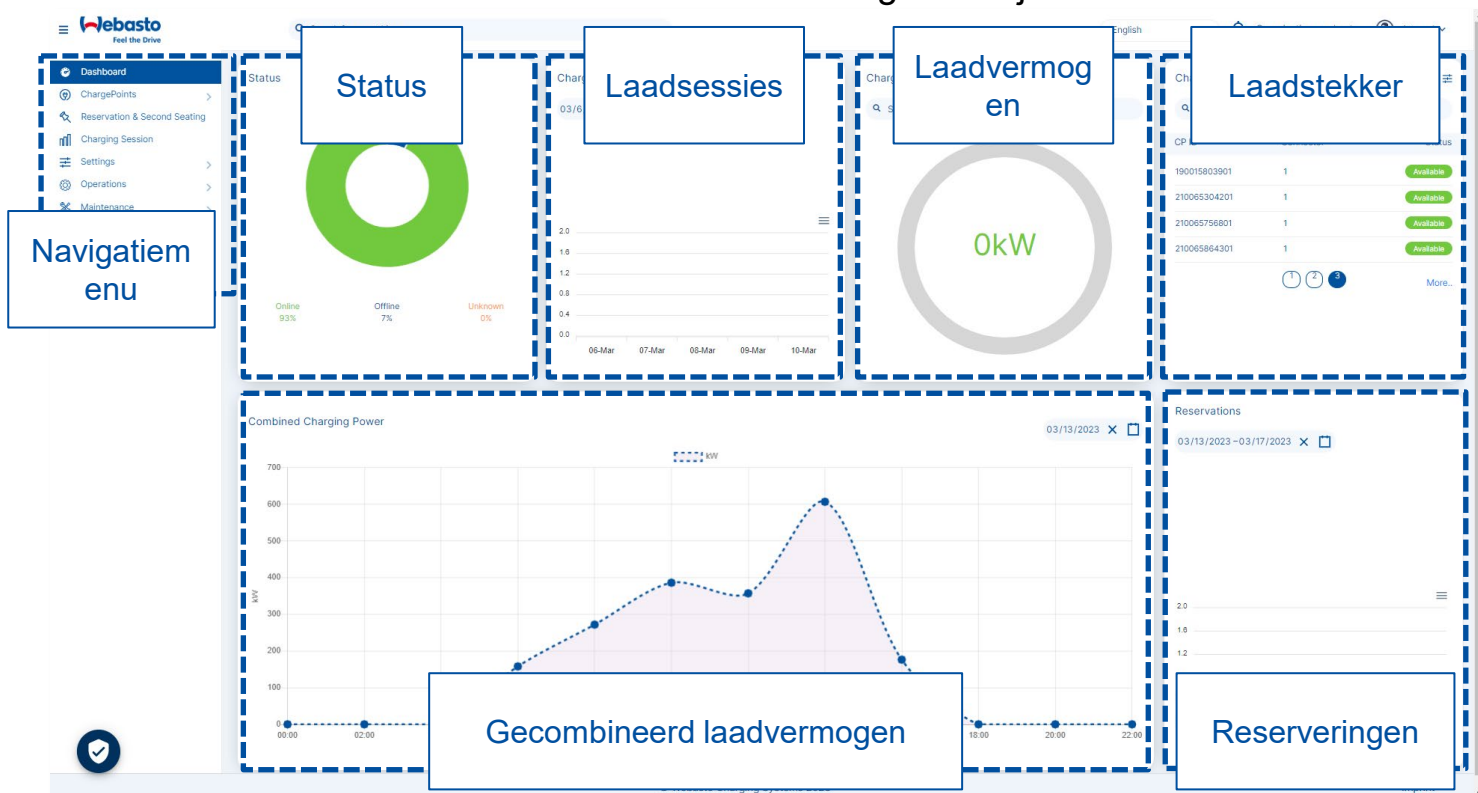 Webasto
Feel the Drive
English
Dashboard
ChargePoints
Reservation & Second Seating
Charging Session
Settings
Operations
Maintenance
Navigatiem
enu
Status
Status
Online
93%
Offline
7%
Unknown
0%
Laadsessies
03/6
2.0
1.6
1.2
0.8
0.4
0.0
06-Mar 07-Mar 08-Mar 09-Mar 10-Mar
Laadvermog
en
0kW
Laadstekker
CP ID
190015803901 1 Available
210065304201 1 Available
210065756801 1 Available
210065864301 1 Available
1 2 3
More..
Combined Charging Power
03/13/2023
kW
700
600
500
400
300
200
100
0
kW
00:00 02:00 18:00 20:00 22:00
Gecombineerd laadvermogen
Reservations
03/13/2023 - 03/17/2023
2.0
1.6
1.2
Reserveringen